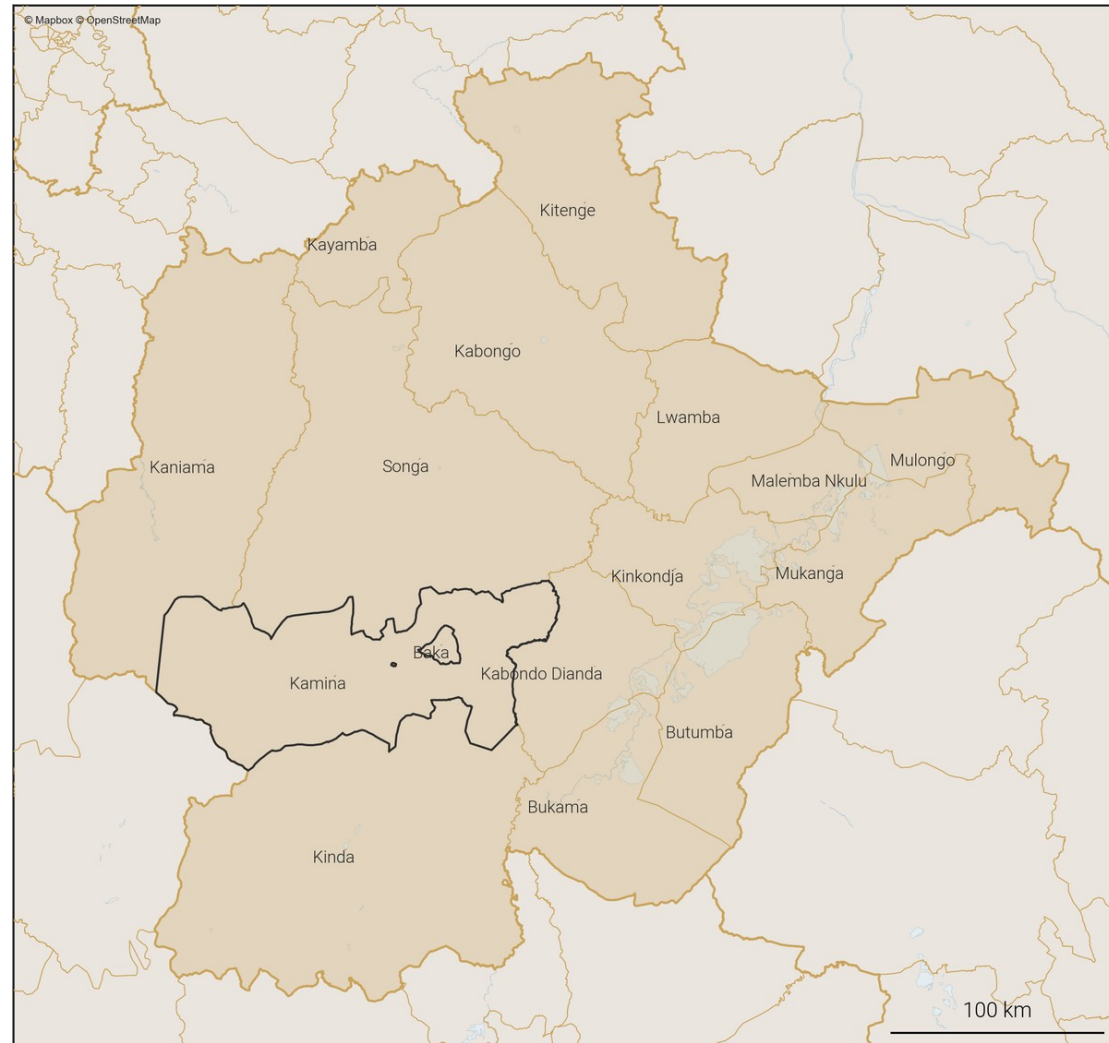 © Mapbox © OpenStreetMap
Kitenge
Kayamba
Kabongo
Lwamba
Kaniama
Songa
Mulongo
Malemba Nkulu
Kinkondja
Mukanga
Baka
Kamina
Kabondo Dianda
Butumba
Bukama
Kinda
100 km